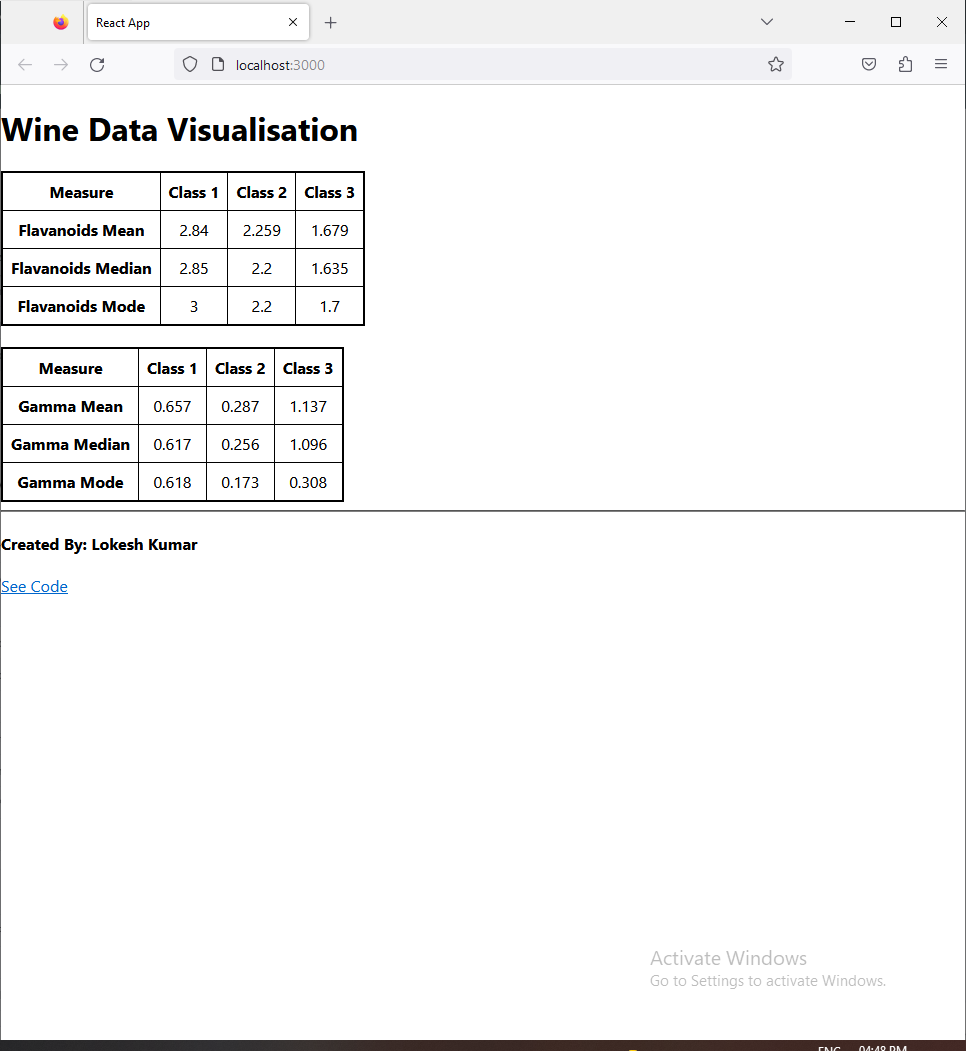 React App
localhost:3000
Wine Data Visualisation
Measure Class 1 Class 2 Class 3
Flavanoids Mean 2.84 2.259 1.679
Flavanoids Median 2.85 2.2 1.635
Flavanoids Mode 3 2.2 1.7
Measure Class 1 Class 2 Class 3
Gamma Mean 0.657 0.287 1.137
Gamma Median 0.617 0.256 1.096
Gamma Mode 0.618 0.173 0.308
Created By: Lokesh Kumar
See Code
Activate Windows
Go to Settings to activate Windows.
ENG 04:48 PM